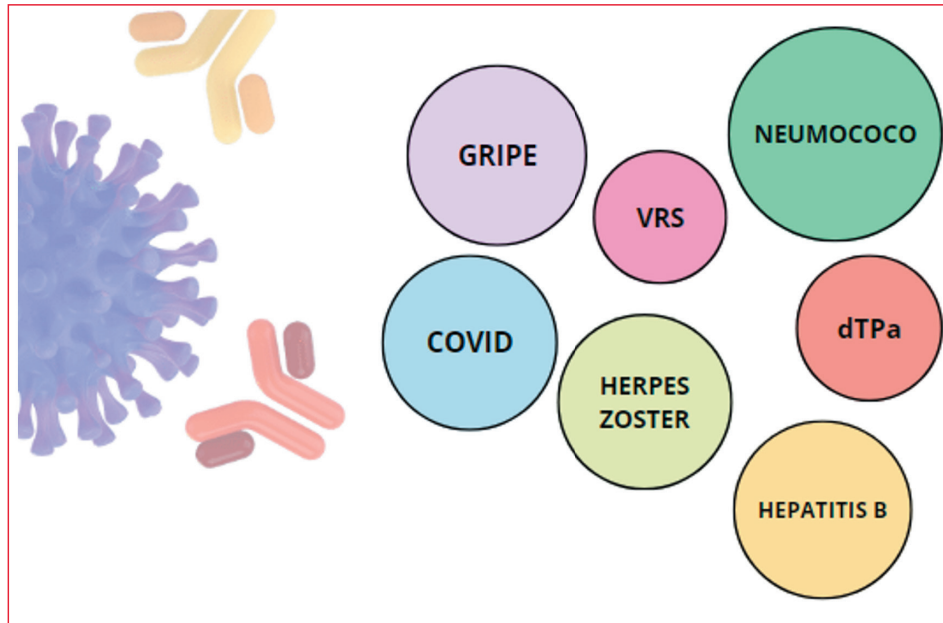 GRIPE
NEUMOCOCO
VRS
COVID
dTPa
HERPES
ZOSTER
HEPATITIS B